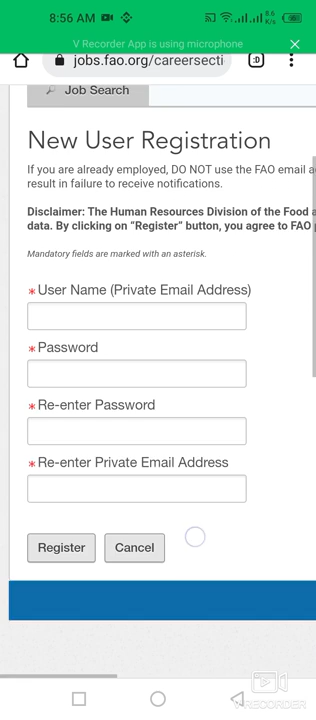 8:56 AM
8.6
K/s
V Recorder App is using microphone
jobs.fao.org/careersecti
:D
Job Search
New User Registration
If you are already employed, DO NOT use the FAO email a
result in failure to receive notifications.
Disclaimer: The Human Resources Division of the Food a
data. By clicking on “Register” button, you agree to FAO
Mandatory fields are marked with an asterisk.
* User Name (Private Email Address)
* Password
* Re-enter Password
* Re-enter Private Email Address
Register Cancel
V RECORDER